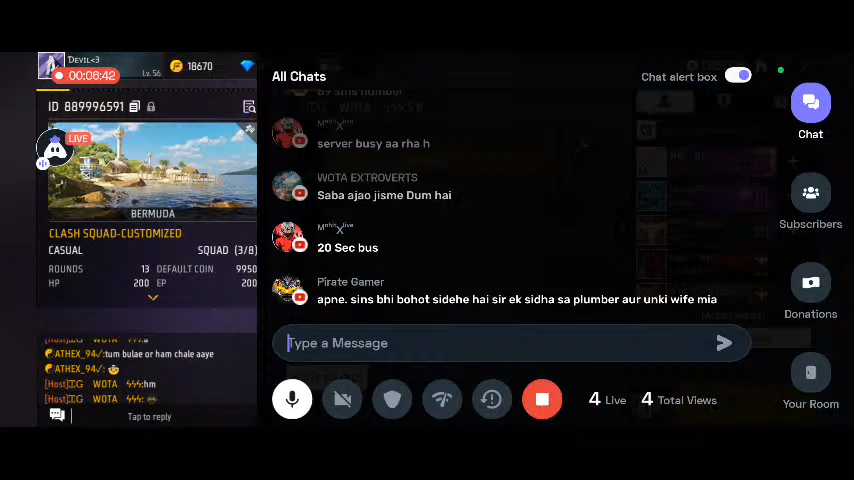 Devil<3
Lv. 56
18670
00:06:42
ID 889996591
LIVE
BERMUDA
CLASH SQUAD-CUSTOMIZED
CASUAL SQUAD (3/8)
ROUNDS 13 DEFAULT COIN 9950
HP 200 EP 200
ATHEX_94✓:tum bulae or ham chale aaye
ATHEX_94✓:
[Host] WOTA ϟϟϟ:hm
[Host] WOTA ϟϟϟ:
Tap to reply
All Chats
Chat alert box
server busy aa rha h
WOTA EXTROVERTS
Saba ajao jisme Dum hai
20 Sec bus
Pirate Gamer
apne. sins bhi bohot sidehe hai sir ek sidha sa plumber aur unki wife mia
Type a Message
4 Live 4 Total Views
Chat
Subscribers
Donations
Your Room